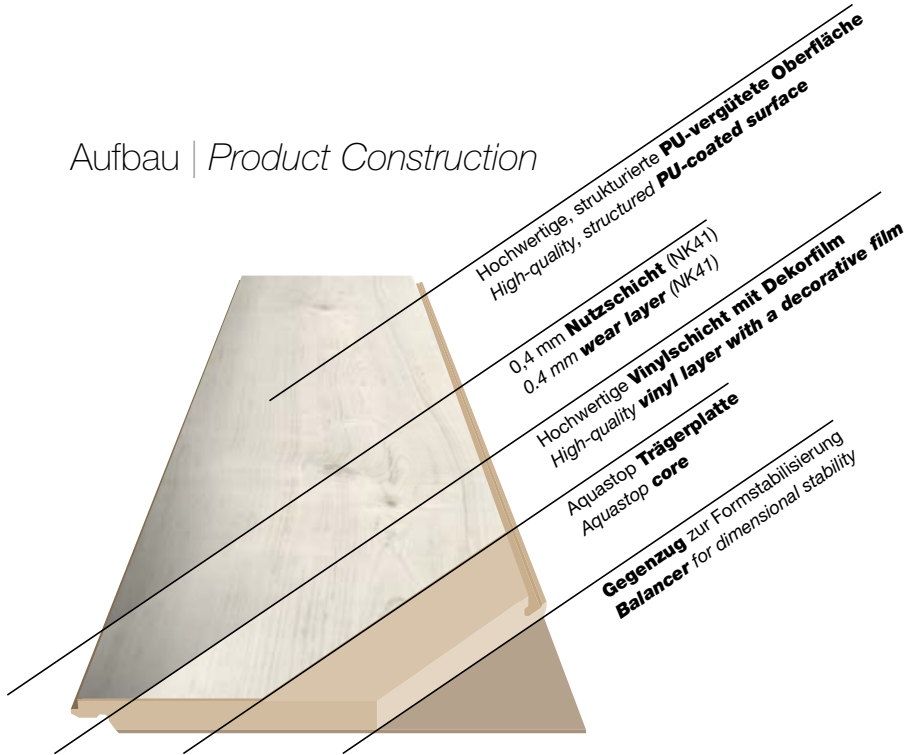 Aufbau | Product Construction
Hochwertige, strukturierte PU-vergütete Oberfläche
High-quality, structured PU-coated surface
0,4 mm Nutzschicht (NK41)
0.4 mm wear layer (NK41)
Hochwertige Vinylschicht mit Dekorfilm
High-quality vinyl layer with a decorative film
Aquastop Trägerplatte
Aquastop core
Gegenzug zur Formstabilisierung
Balancer for dimensional stability